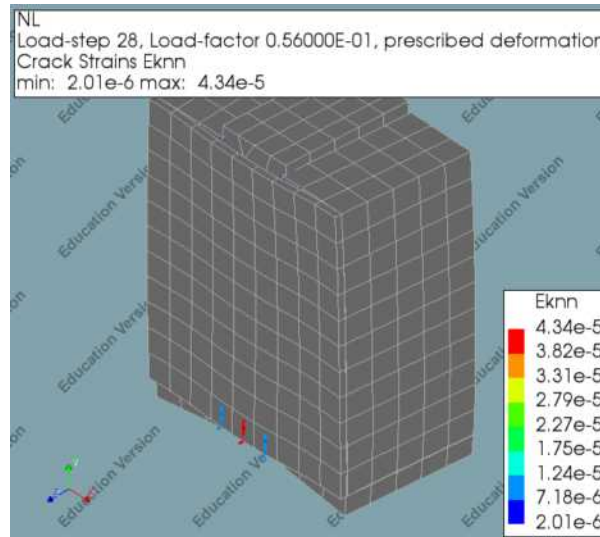 NL
Load-step 28, Load-factor 0.56000E-01, prescribed deformation
Crack Strains Eknn
min: 2.01e-6 max: 4.34e-5
Education Version
Education Version
Education Version
Education Version
Education Version
Eknn
4.34e-5
3.82e-5
3.31e-5
2.79e-5
2.27e-5
1.75e-5
1.24e-5
7.18e-6
2.01e-6
Education Version
Education Version